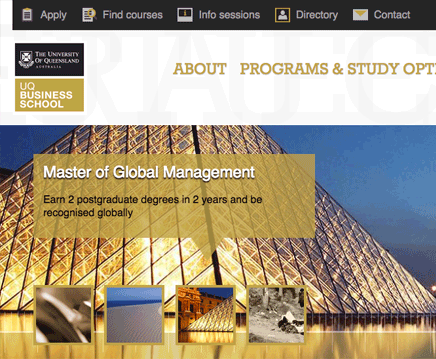 Apply Find courses Info sessions Directory Contact
THE UNIVERSITY
OF QUEENSLAND
AUSTRALIA
UQ
BUSINESS
SCHOOL
ABOUT PROGRAMS & STUDY OPTI
Master of Global Management
Earn 2 postgraduate degrees in 2 years and be
recognised globally